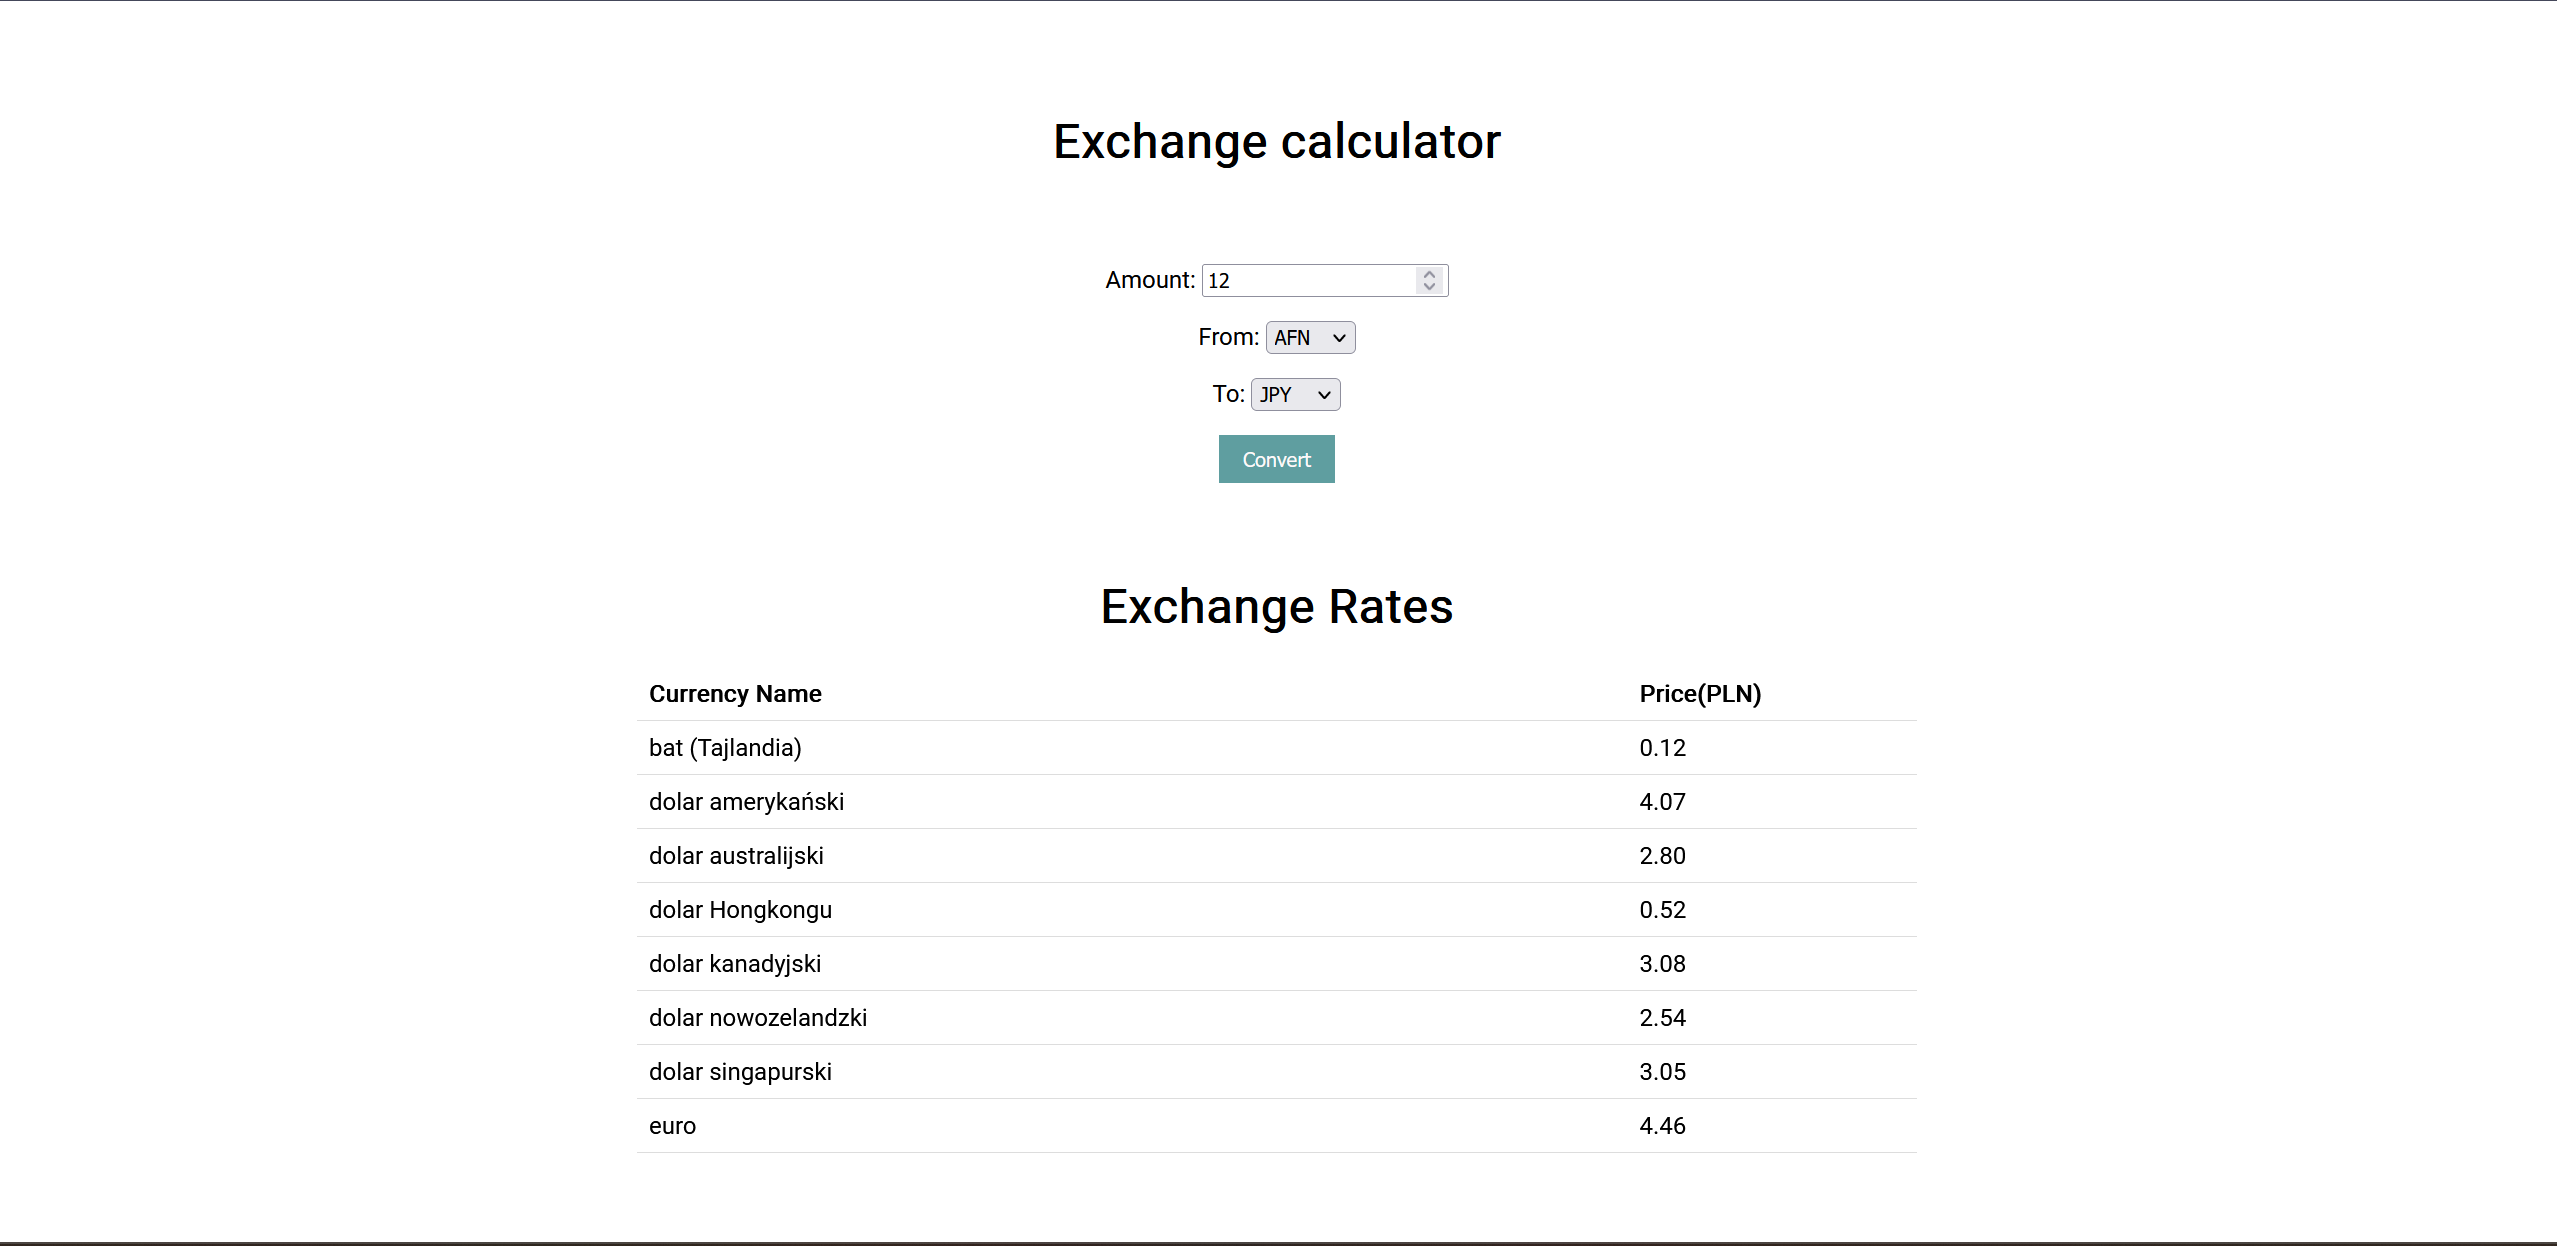 Exchange calculator
Amount: 12
From: AFN
To: JPY
Convert
Exchange Rates
Currency Name Price(PLN)
bat (Tajlandia) 0.12
dolar amerykański 4.07
dolar australijski 2.80
dolar Hongkongu 0.52
dolar kanadyjski 3.08
dolar nowozelandzki 2.54
dolar singapurski 3.05
euro 4.46